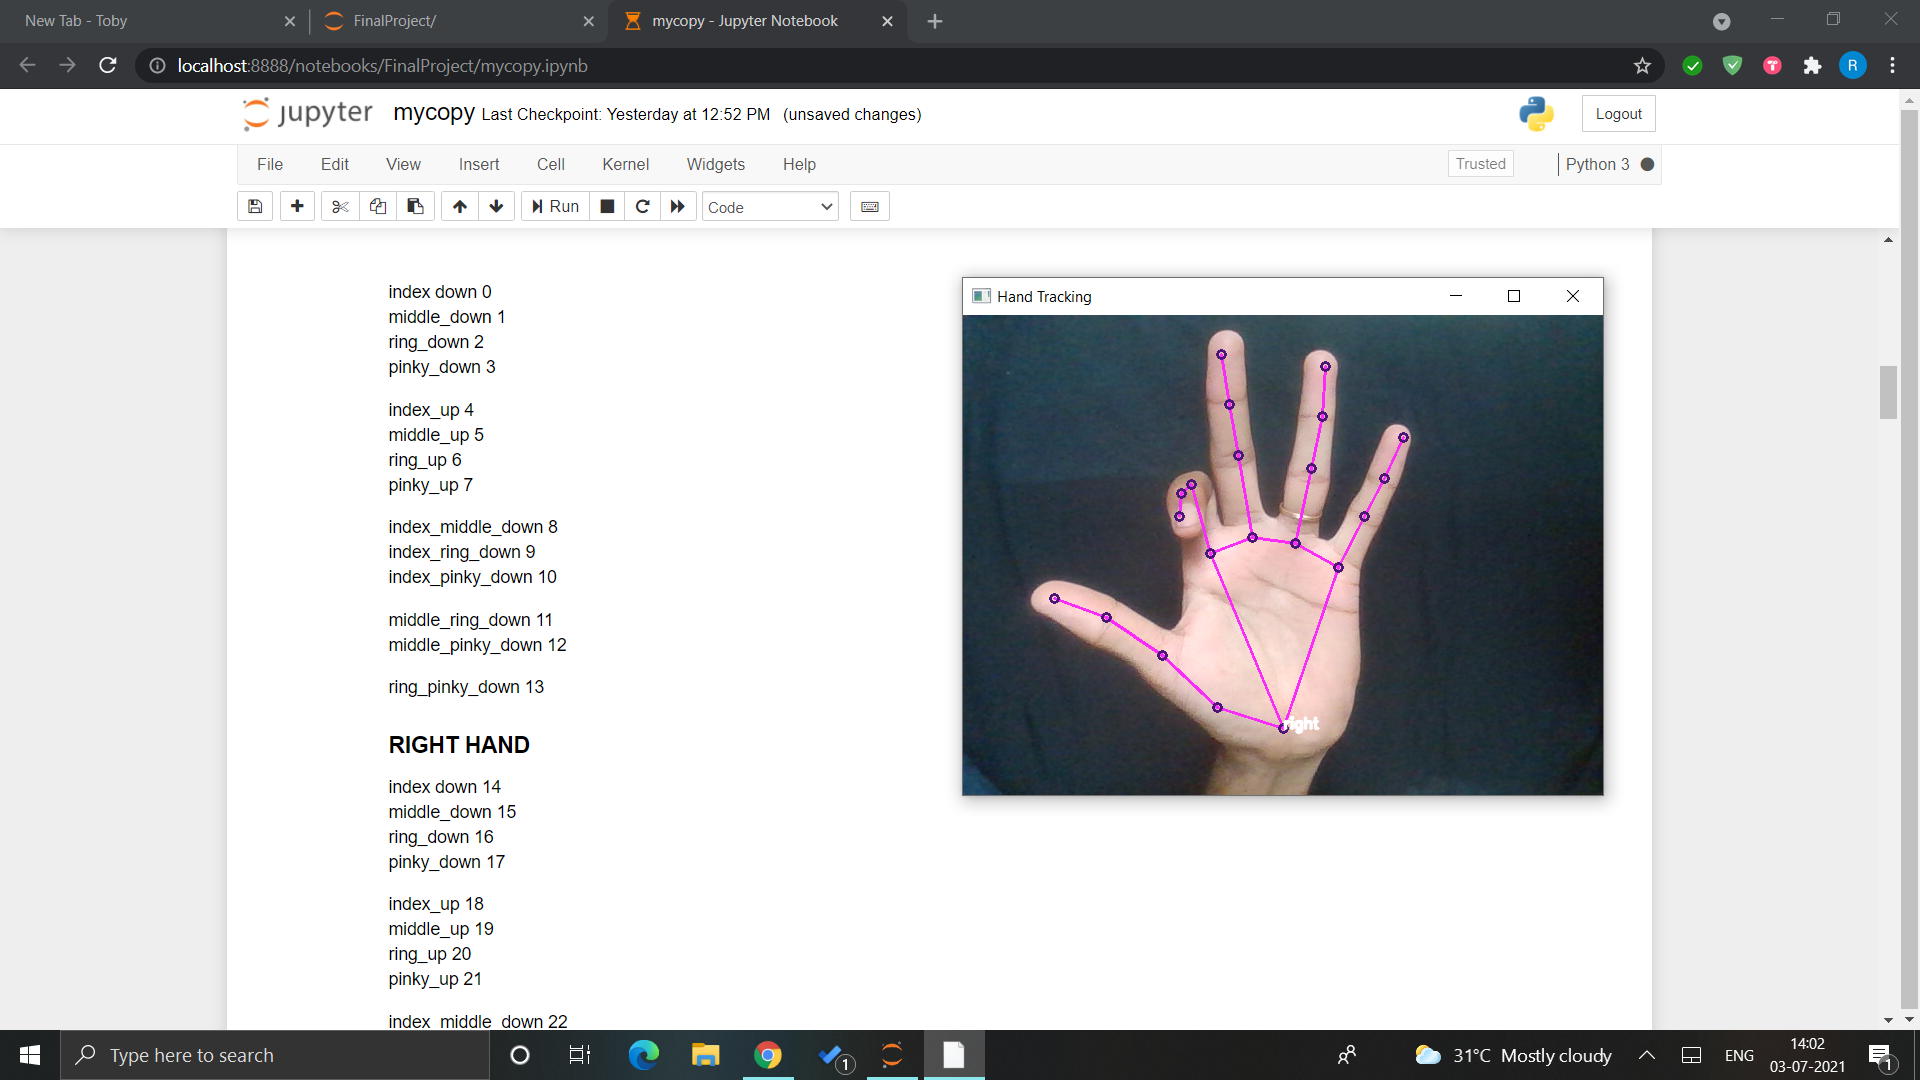 New Tab - Toby
FinalProject/
mycopy - Jupyter Notebook
localhost:8888/notebooks/FinalProject/mycopy.ipynb
R
jupyter mycopy Last Checkpoint: Yesterday at 12:52 PM (unsaved changes)
Logout
File Edit View Insert Cell Kernel Widgets Help
Trusted
Python 3
Run
Code
index down 0
middle_down 1
ring_down 2
pinky_down 3
index_up 4
middle_up 5
ring_up 6
pinky_up 7
index_middle_down 8
index_ring_down 9
index_pinky_down 10
middle_ring_down 11
middle_pinky_down 12
ring_pinky_down 13
RIGHT HAND
index down 14
middle_down 15
ring_down 16
pinky_down 17
index_up 18
middle_up 19
ring_up 20
pinky_up 21
index_middle_down 22
Hand Tracking
right
Type here to search
1
31°C Mostly cloudy
ENG
14:02
03-07-2021
1